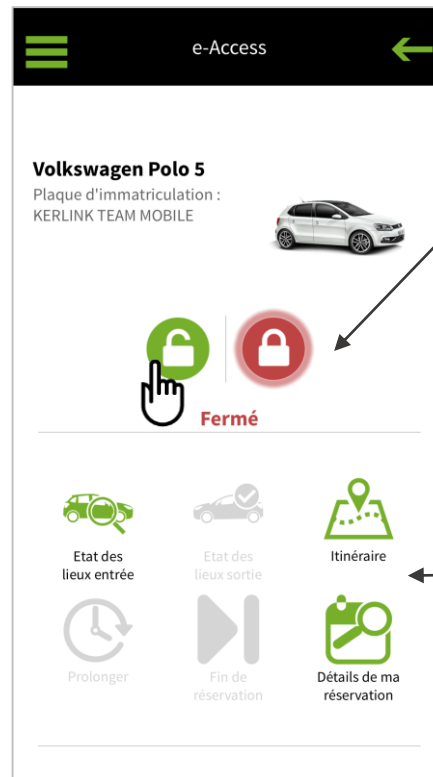 e-Access
Volkswagen Polo 5
Plaque d'immatriculation :
KERLINK TEAM MOBILE
Fermé
Etat des
lieux entrée
Etat des
lieux sortie
Itinéraire
Prolonger
Fin de
réservation
Détails de ma
réservation